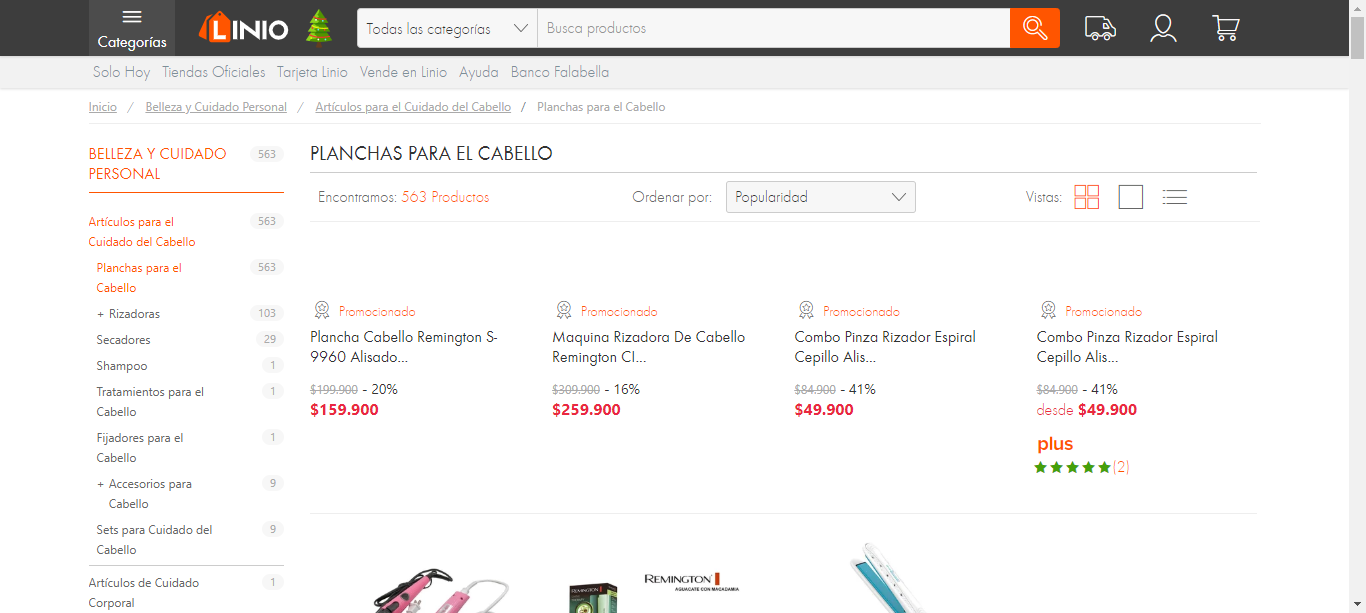 Categorías
LINIO
Todas las categorías
Busca productos
Solo Hoy Tiendas Oficiales Tarjeta Linio Vende en Linio Ayuda Banco Falabella
Inicio / Belleza y Cuidado Personal / Artículos para el Cuidado del Cabello / Planchas para el Cabello
BELLEZA Y CUIDADO 563
PERSONAL
Artículos para el 563
Cuidado del Cabello
Planchas para el 563
Cabello
+ Rizadoras 103
Secadores 29
Shampoo 1
Tratamientos para el 1
Cabello
Fijadores para el 1
Cabello
+ Accesorios para 9
Cabello
Sets para Cuidado del 9
Cabello
Artículos de Cuidado 1
Corporal
PLANCHAS PARA EL CABELLO
Encontramos: 563 Productos
Ordenar por: Popularidad
Vistas:
Promocionado
Plancha Cabello Remington S-
9960 Alisado...
$199.900 - 20%
$159.900
Promocionado
Maquina Rizadora De Cabello
Remington CI...
$309.900 - 16%
$259.900
Promocionado
Combo Pinza Rizador Espiral
Cepillo Alis...
$84.900 - 41%
$49.900
Promocionado
Combo Pinza Rizador Espiral
Cepillo Alis...
$84.900 - 41%
desde $49.900
plus
(2)
REMINGTON
AGUACATE CON MACADAMIA